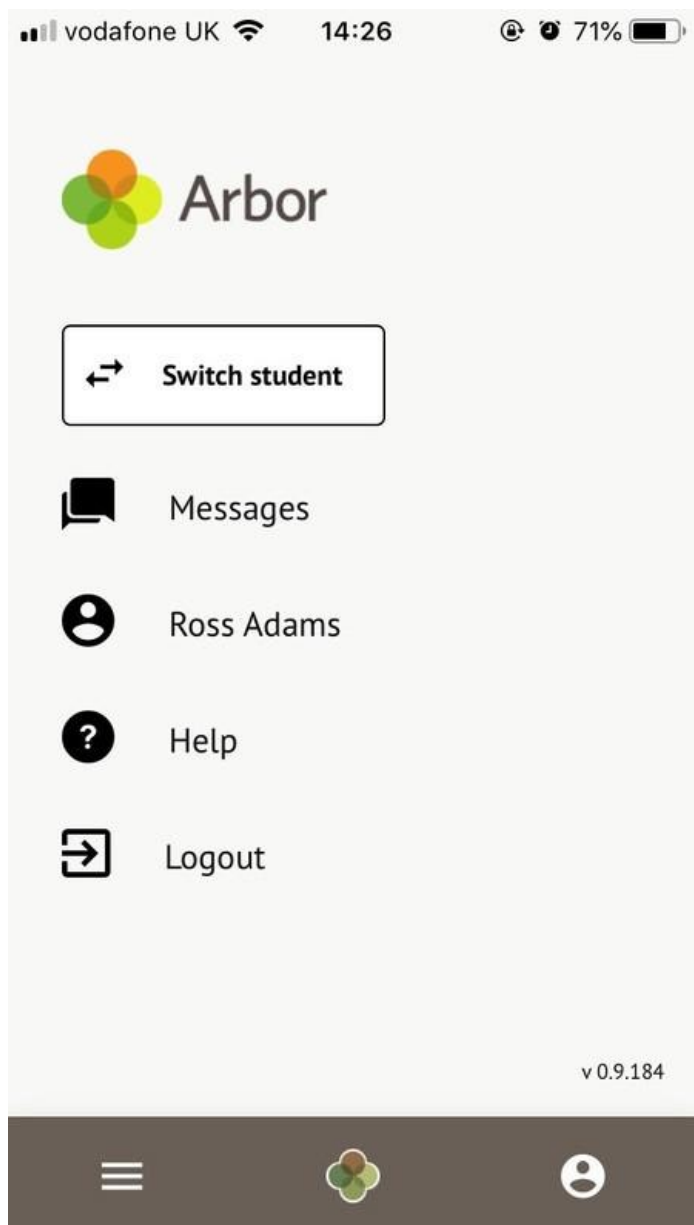 vodafone UK 14:26 71%
Arbor
Switch student
Messages
Ross Adams
? Help
Logout
v 0.9.184